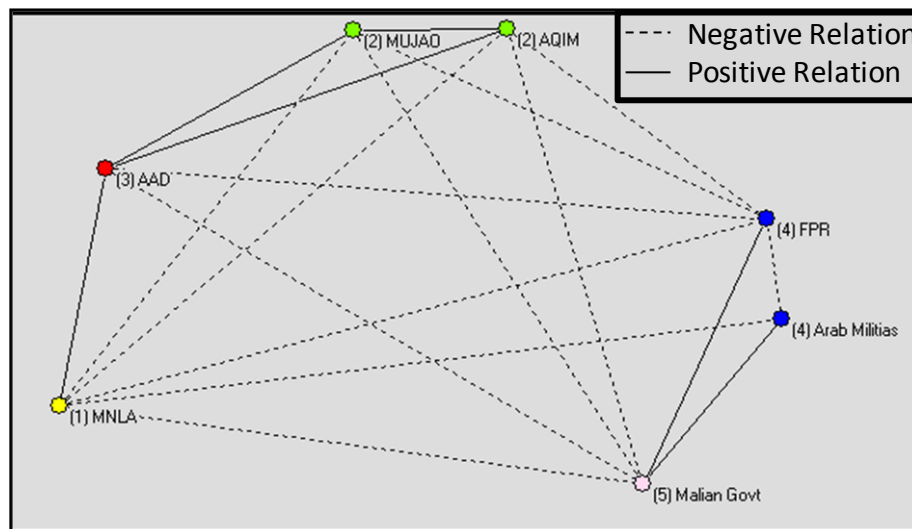 (2) MUJAO
(2) AQIM
Negative Relation
Positive Relation
(3) AAD
(4) FPR
(4) Arab Militias
(1) MNLA
(5) Malian Govt